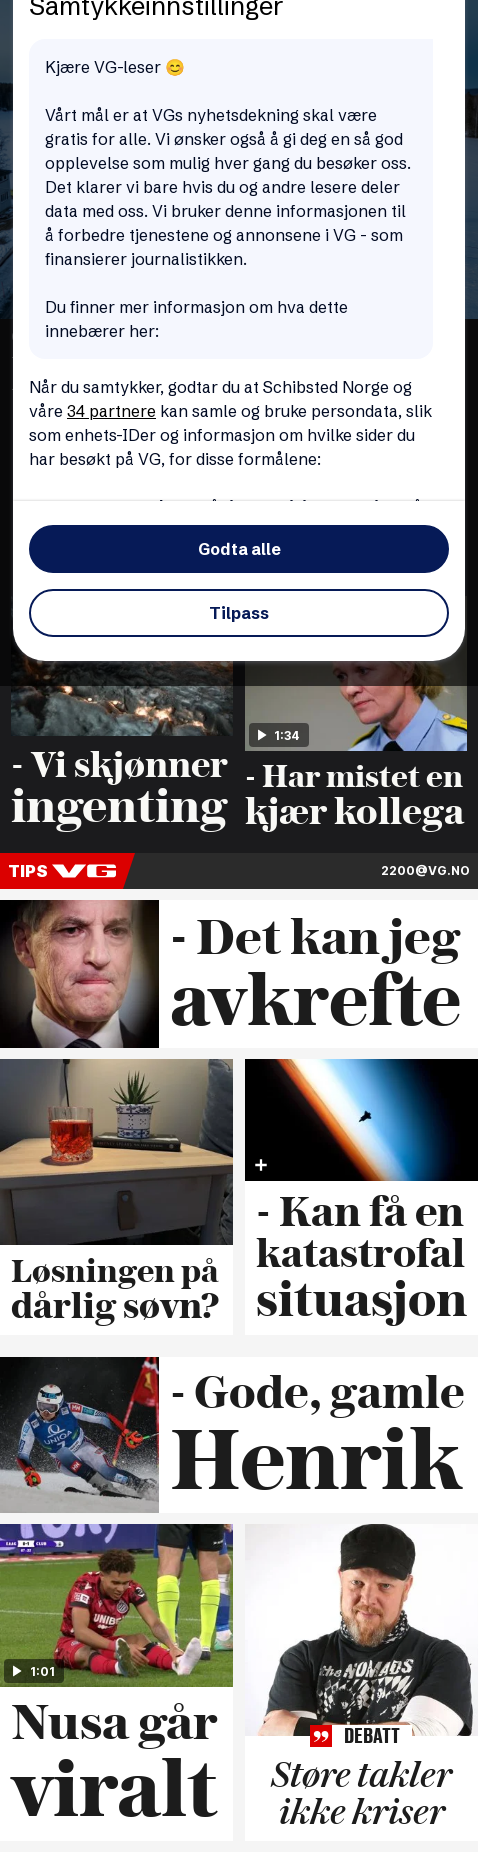 Samtykkeinnstillinger
Kjære VG-leser 😊
Vårt mål er at VGs nyhetsdekning skal være
gratis for alle. Vi ønsker også å gi deg en så god
opplevelse som mulig hver gang du besøker oss.
Det klarer vi bare hvis du og andre lesere deler
data med oss. Vi bruker denne informasjonen til
å forbedre tjenestene og annonsene i VG - som
finansierer journalistikken.
Du finner mer informasjon om hva dette
innebærer her:
Når du samtykker, godtar du at Schibsted Norge og
våre 34 partnere kan samle og bruke persondata, slik
som enhets-IDer og informasjon om hvilke sider du
har besøkt på VG, for disse formålene:
Godta alle
Tilpass
1:34
- Vi skjønner
ingenting
- Har mistet en
kjær kollega
TIPS VG
2200@VG.NO
- Det kan jeg
avkrefte
Løsningen på
dårlig søvn?
- Kan få en
katastrofal
situasjon
- Gode, gamle
Henrik
UNIQA
1:01
Nusa går
viralt
the NOMADS
DEBATT
Støre takler
ikke kriser